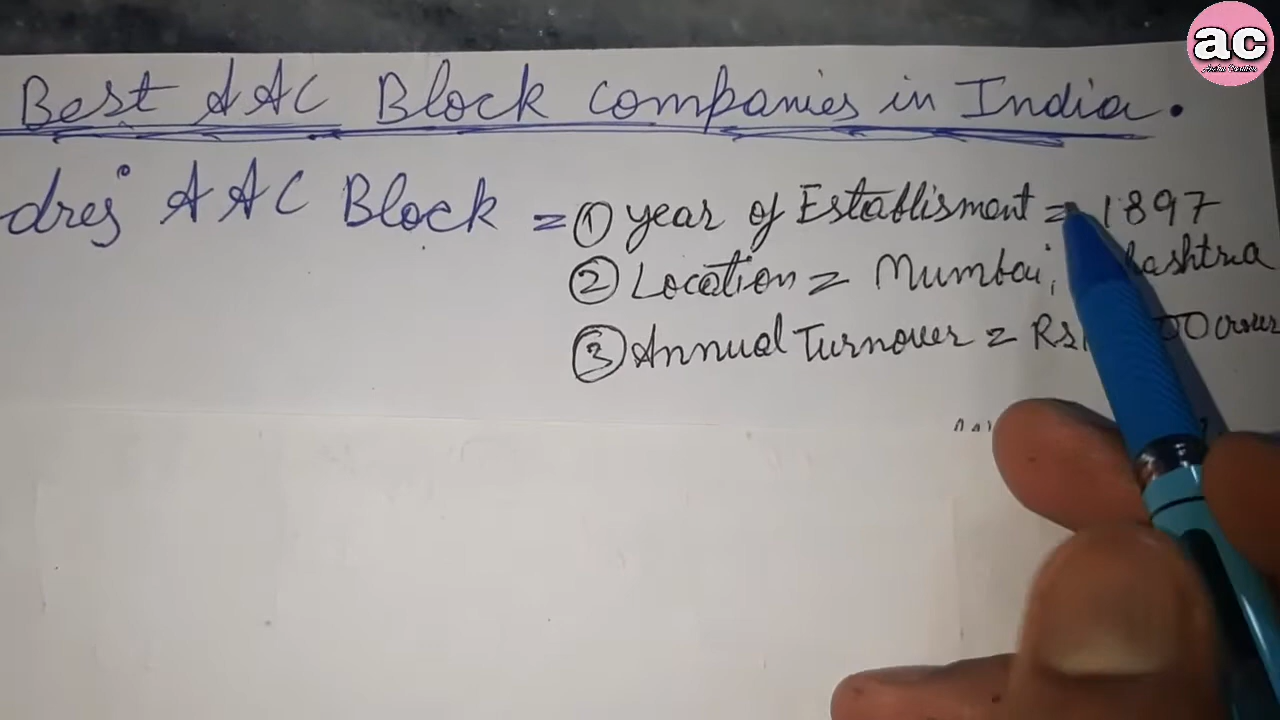 ac
Best AAC Block Companies in India.
AAC Block = ① year of Establisment = 1897
② Location = Mumbai,
③ Annual Turnover = Rs